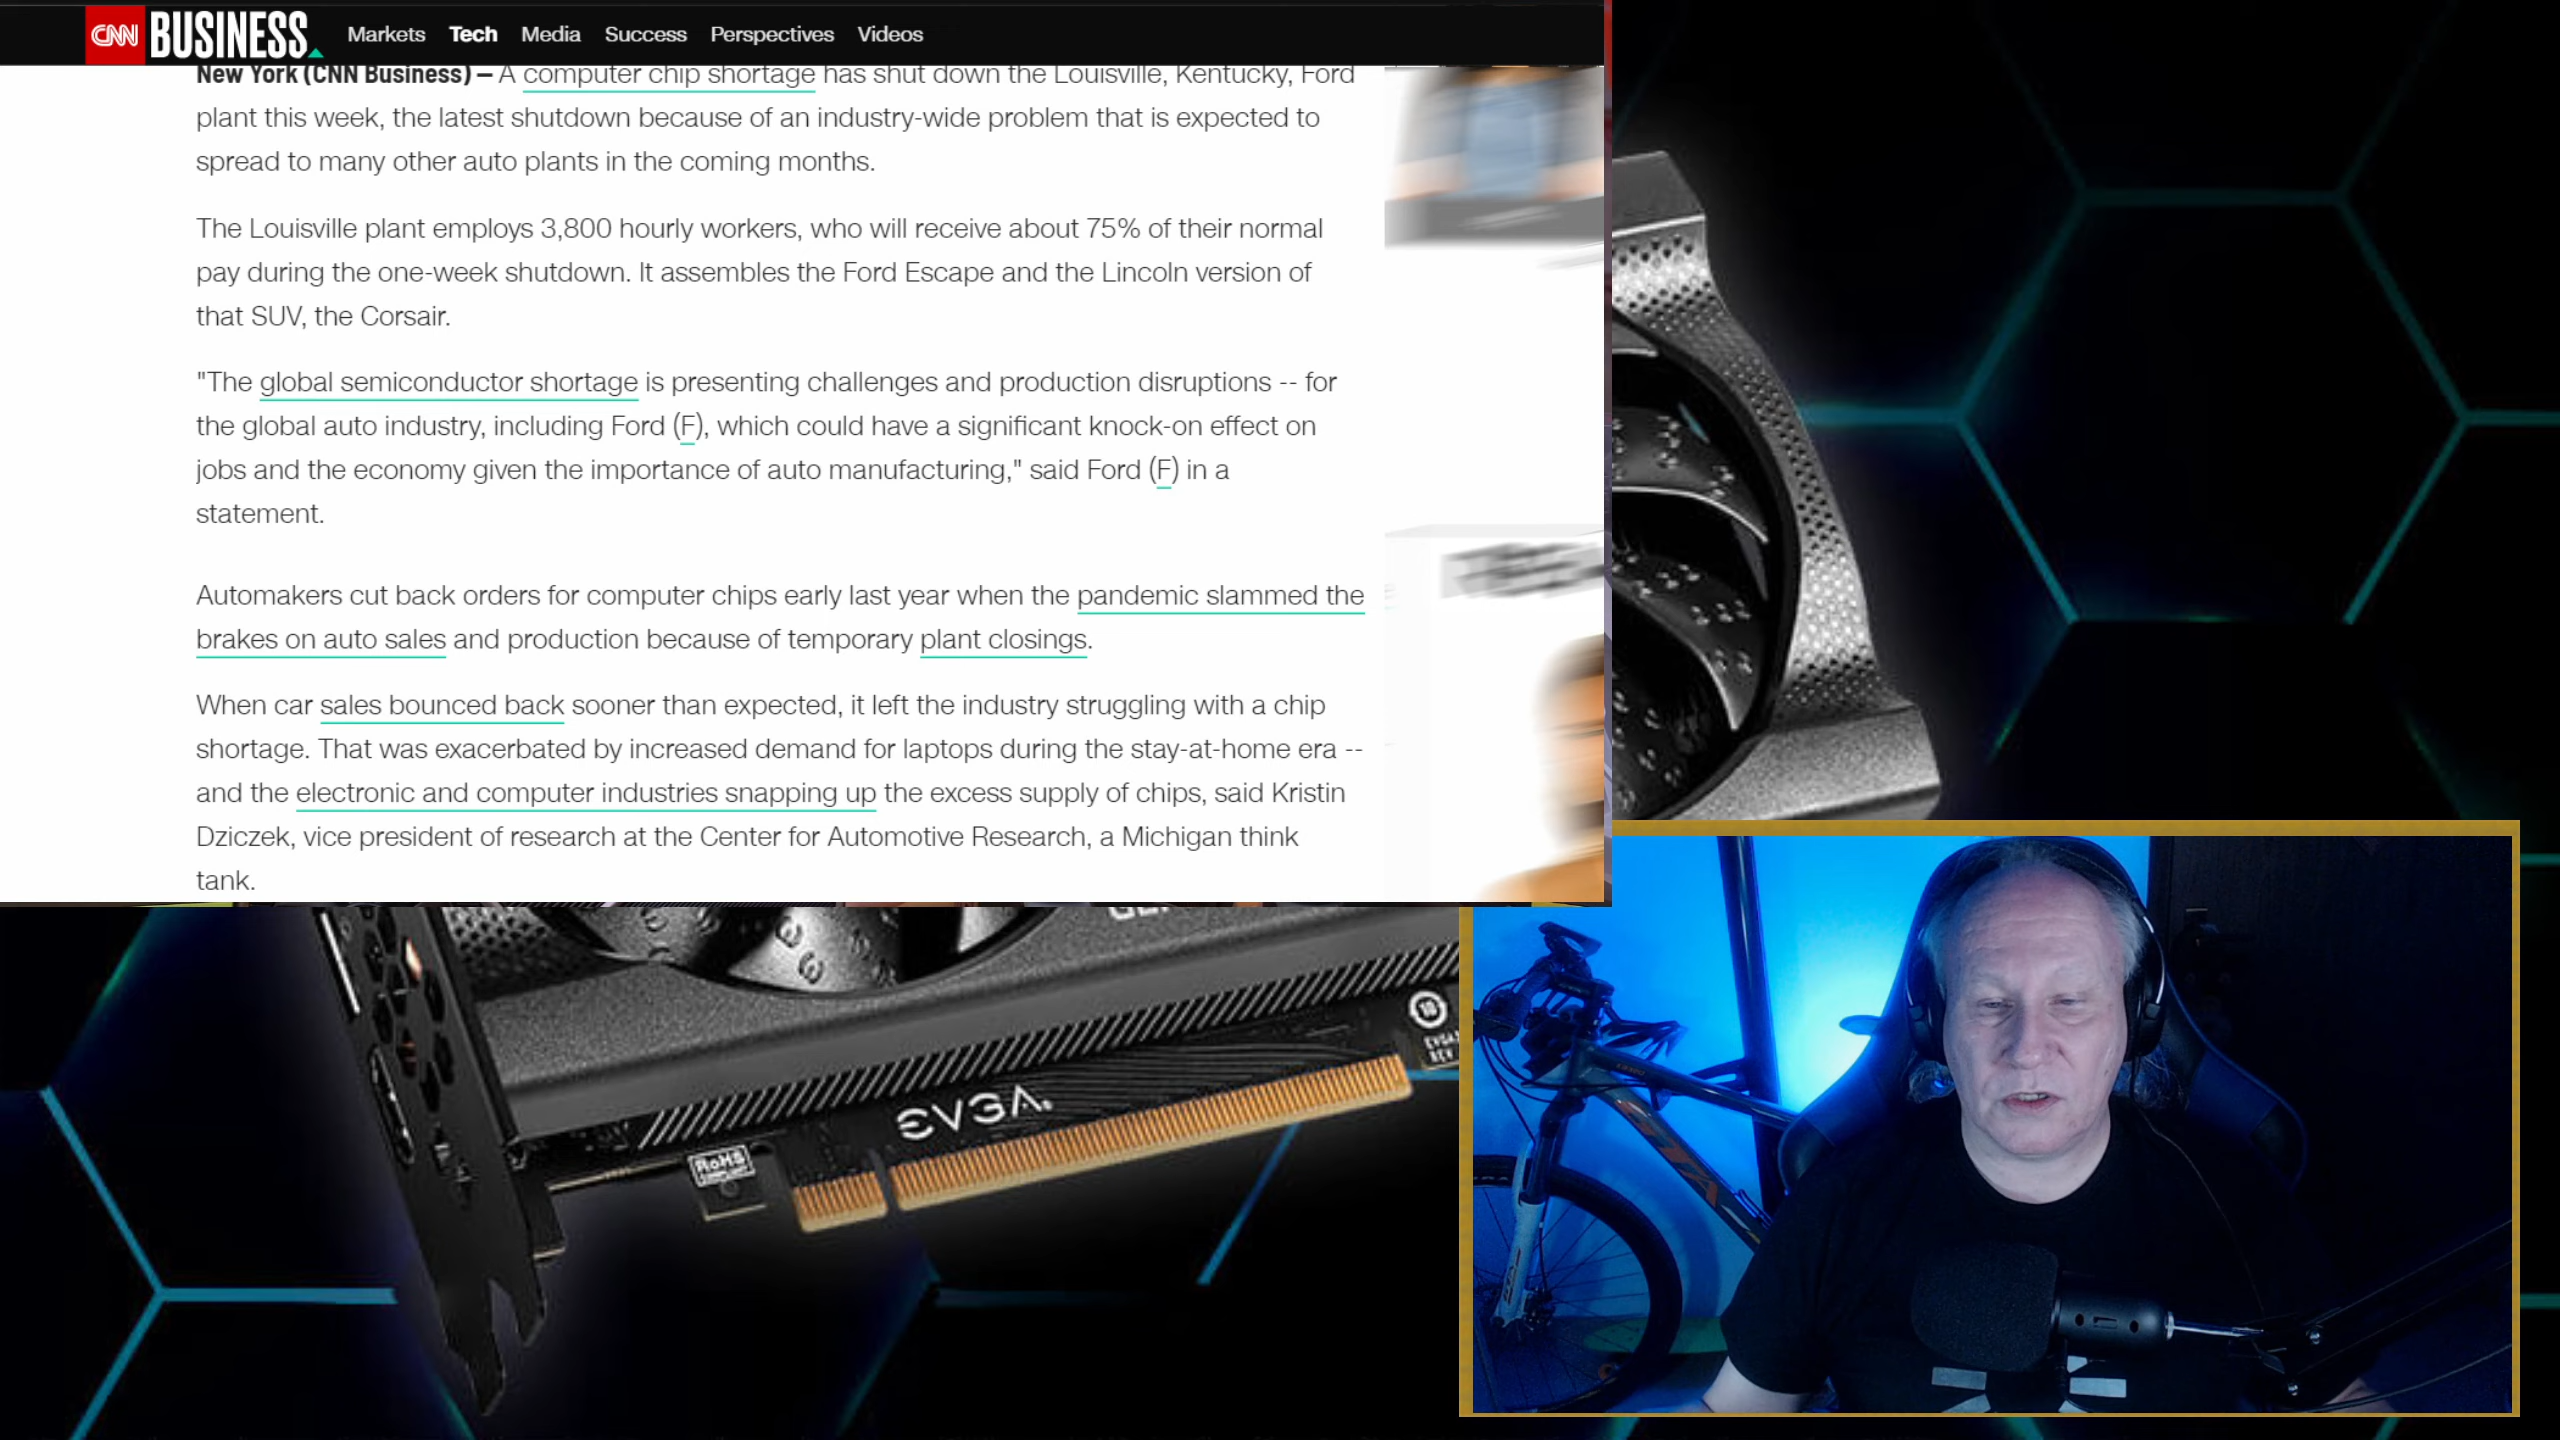 CNN BUSINESS Markets Tech Media Success Perspectives Videos
New York (CNN Business) — A computer chip shortage has shut down the Louisville, Kentucky, Ford
plant this week, the latest shutdown because of an industry-wide problem that is expected to
spread to many other auto plants in the coming months.
The Louisville plant employs 3,800 hourly workers, who will receive about 75% of their normal
pay during the one-week shutdown. It assembles the Ford Escape and the Lincoln version of
that SUV, the Corsair.
"The global semiconductor shortage is presenting challenges and production disruptions -- for
the global auto industry, including Ford (F), which could have a significant knock-on effect on
jobs and the economy given the importance of auto manufacturing," said Ford (F) in a
statement.
Automakers cut back orders for computer chips early last year when the pandemic slammed the
brakes on auto sales and production because of temporary plant closings.
When car sales bounced back sooner than expected, it left the industry struggling with a chip
shortage. That was exacerbated by increased demand for laptops during the stay-at-home era --
and the electronic and computer industries snapping up the excess supply of chips, said Kristin
Dziczek, vice president of research at the Center for Automotive Research, a Michigan think
tank.
EVGA
RoHS